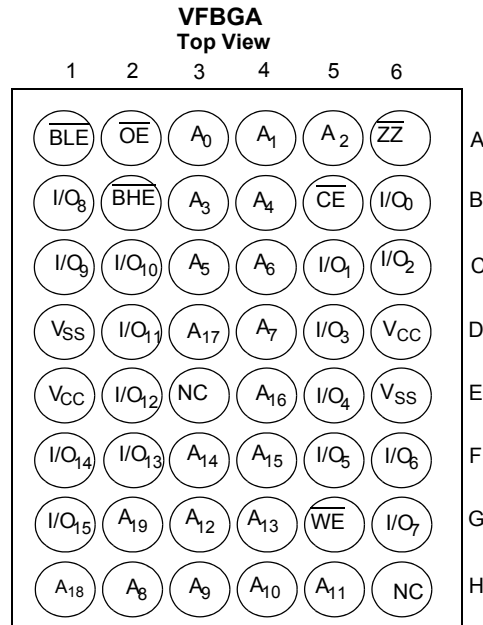 VFBGA
Top View
1 2 3 4 5 6
BLE OE A0 A1 A2 ZZ A
I/O8 BHE A3 A4 CE I/O0 B
I/O9 I/O10 A5 A6 I/O1 I/O2 C
VSS I/O11 A17 A7 I/O3 VCC D
VCC I/O12 NC A16 I/O4 VSS E
I/O14 I/O13 A14 A15 I/O5 I/O6 F
I/O15 A19 A12 A13 WE I/O7 G
A18 A8 A9 A10 A11 NC H